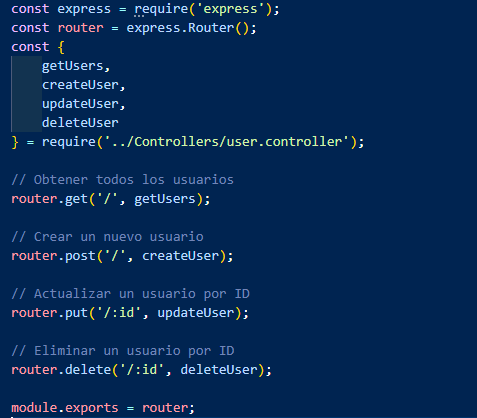 const express = require('express');
const router = express.Router();
const {
    getUsers,
    createUser,
    updateUser,
    deleteUser
} = require('../Controllers/user.controller');

// Obtener todos los usuarios
router.get('/', getUsers);

// Crear un nuevo usuario
router.post('/', createUser);

// Actualizar un usuario por ID
router.put('/:id', updateUser);

// Eliminar un usuario por ID
router.delete('/:id', deleteUser);

module.exports = router;